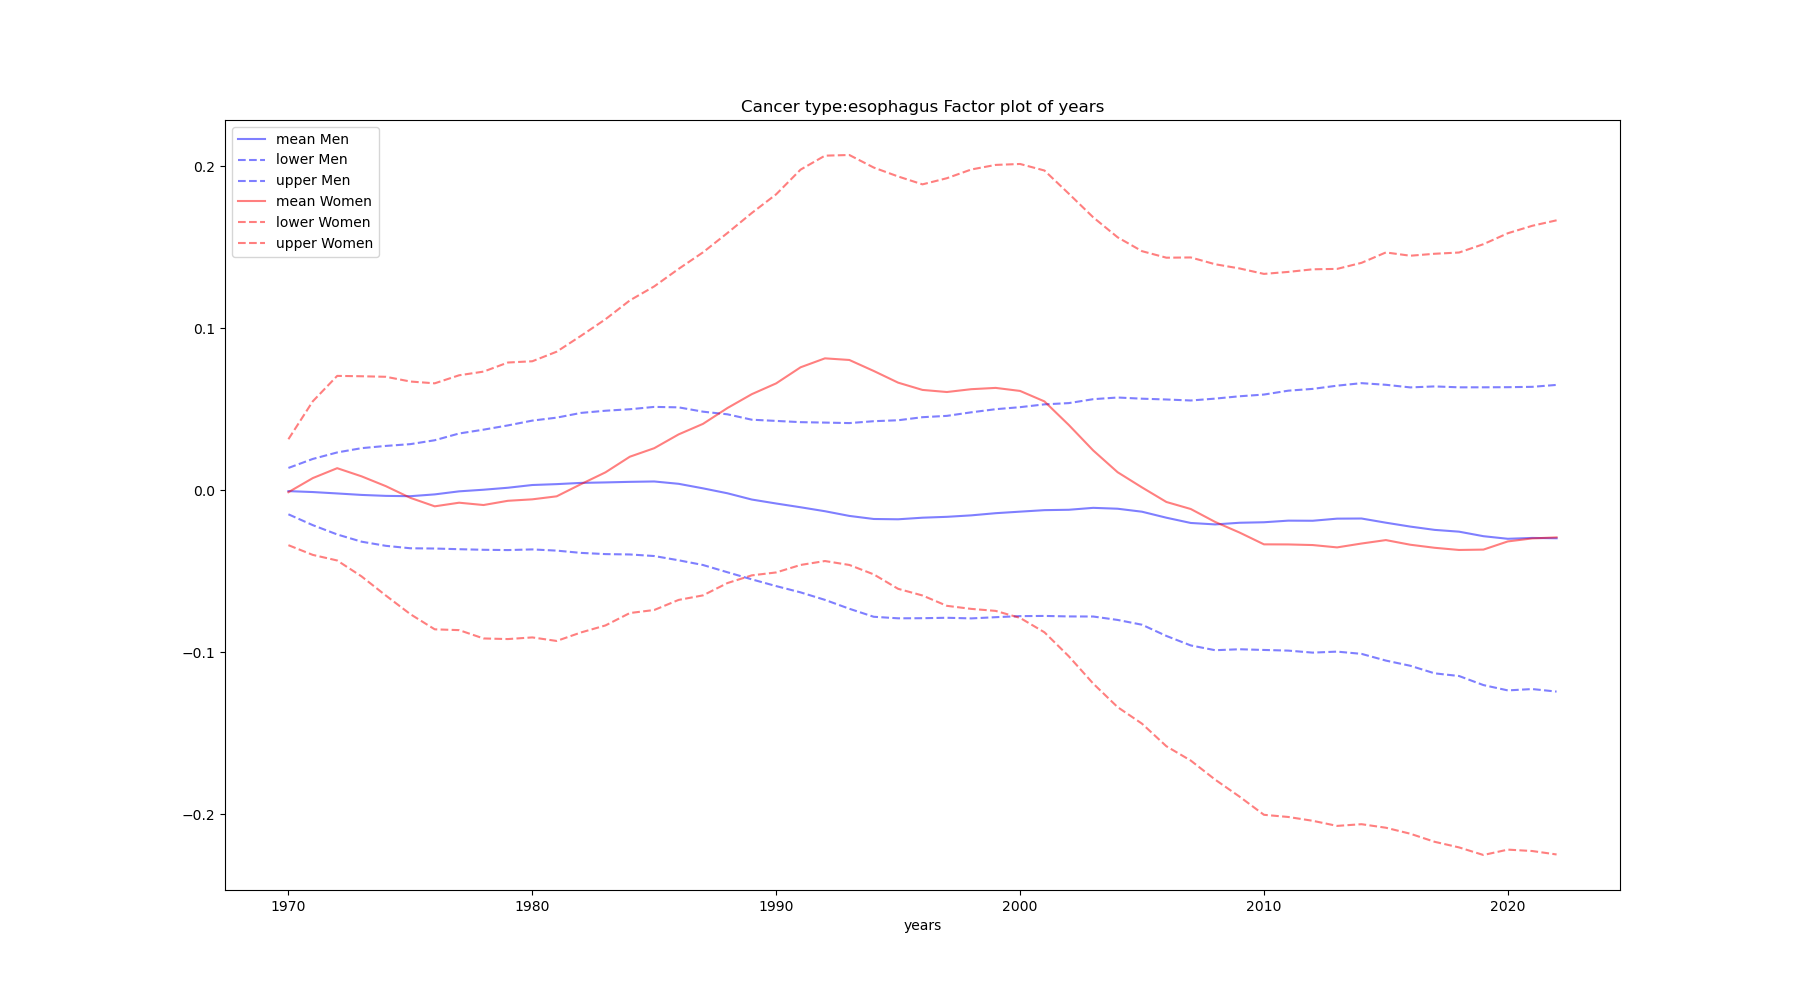 Cancer type:esophagus Factor plot of years
mean Men
lower Men
upper Men
mean Women
lower Women
upper Women
0.2
0.1
0.0
−0.1
−0.2
1970 1980 1990 2000 2010 2020
years